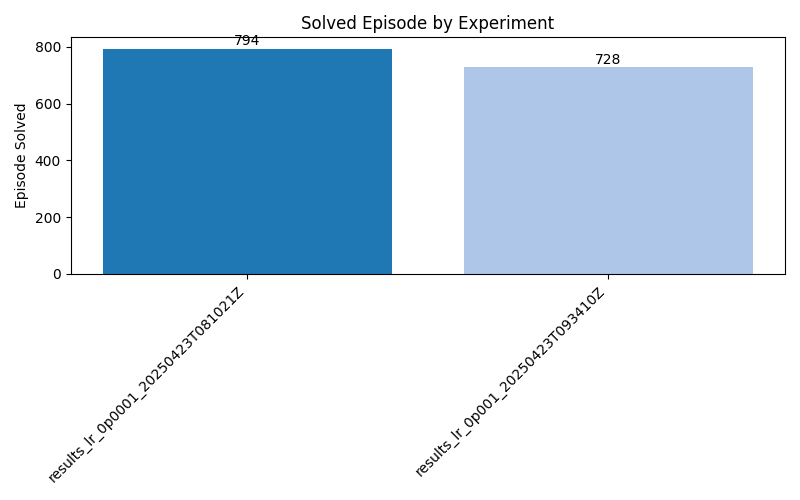 Solved Episode by Experiment
794
728
800
600
400
200
0
Episode Solved
results_lr_0p0001_20250423T081021Z
results_lr_0p001_20250423T093410Z